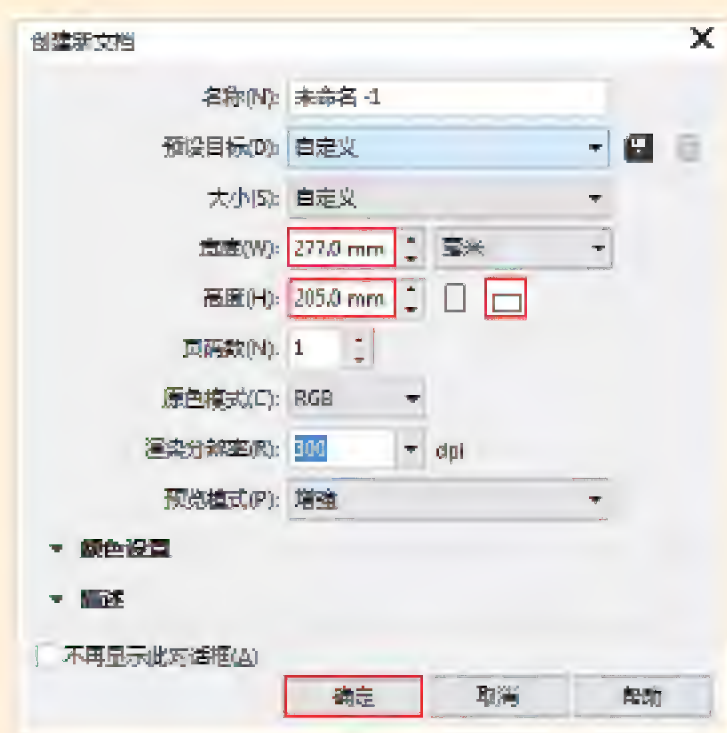 创建新文档
名称(N): 未命名 -1
预设目标(D): 自定义
大小(S): 自定义
宽度(W): 277.0 mm 毫米
高度(H): 205.0 mm
页码数(N): 1
原色模式(C): RGB
渲染分辨率(R): 300 dpi
预览模式(P): 增强
颜色设置
描述
不再显示此对话框(A)
确定 取消 帮助